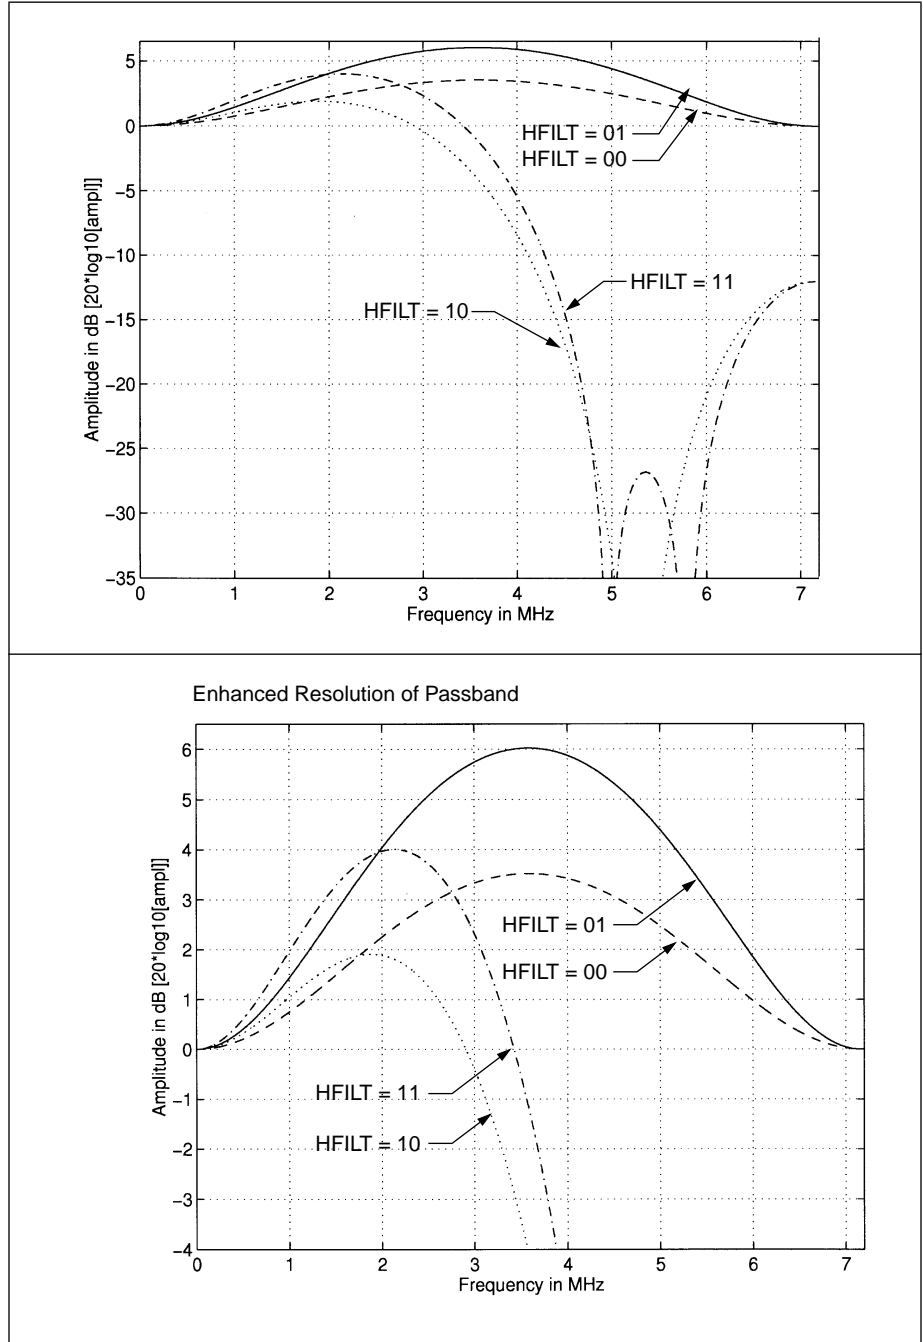 5
0
−5
−10
−15
−20
−25
−30
−35
Amplitude in dB [20*log10[ampl]]
HFILT = 01
HFILT = 00
HFILT = 11
HFILT = 10
0 1 2 3 4 5 6 7
Frequency in MHz
Enhanced Resolution of Passband
6
5
4
3
2
1
0
−1
−2
−3
−4
Amplitude in dB [20*log10[ampl]]
HFILT = 01
HFILT = 00
HFILT = 11
HFILT = 10
0 1 2 3 4 5 6 7
Frequency in MHz